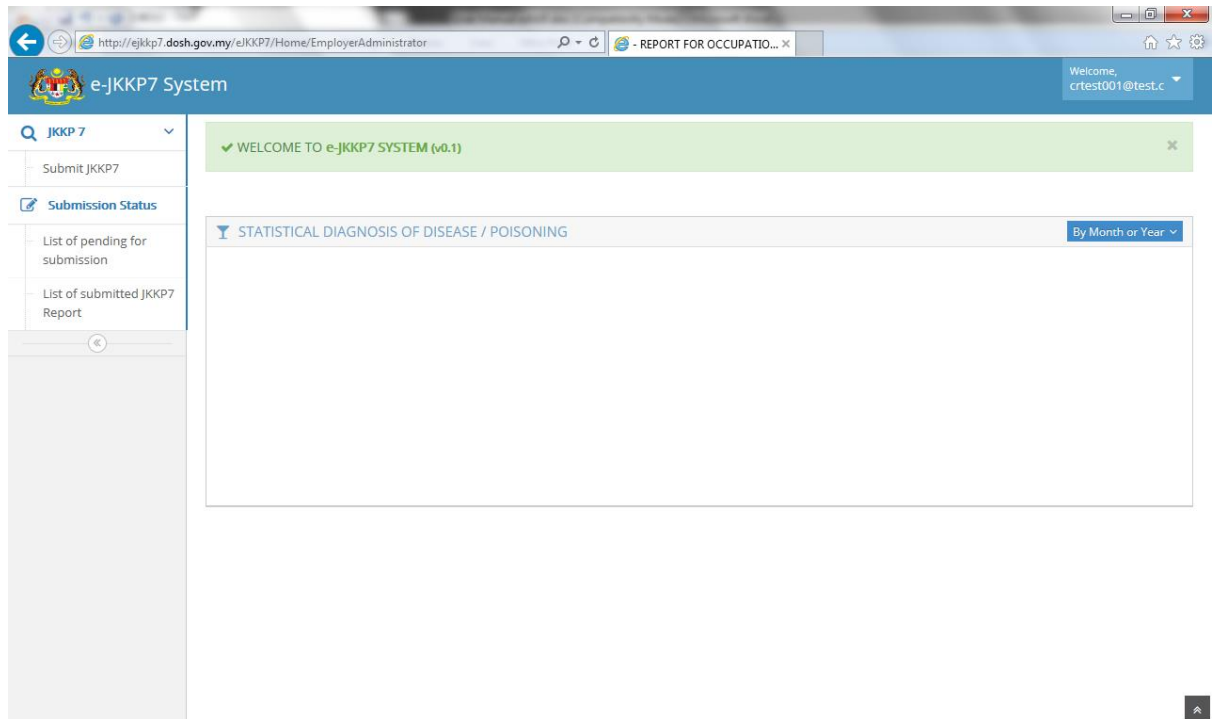 http://ejkkp7.dosh.gov.my/eJKKP7/Home/EmployerAdministrator
- REPORT FOR OCCUPATIO...
e-JKKP7 System
Welcome,
crtest001@test.c
JKKP 7
Submit JKKP7
Submission Status
List of pending for
submission
List of submitted JKKP7
Report
WELCOME TO e-JKKP7 SYSTEM (v0.1)
STATISTICAL DIAGNOSIS OF DISEASE / POISONING
By Month or Year